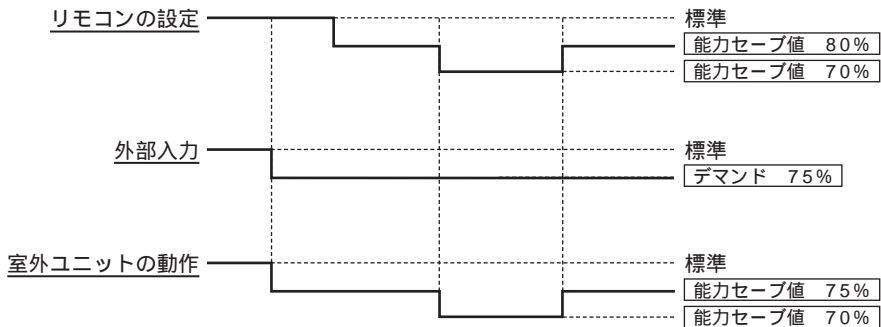 リモコンの設定
標準
能力セーブ値 80%
能力セーブ値 70%
外部入力
標準
デマンド 75%
室外ユニットの動作
標準
能力セーブ値 75%
能力セーブ値 70%